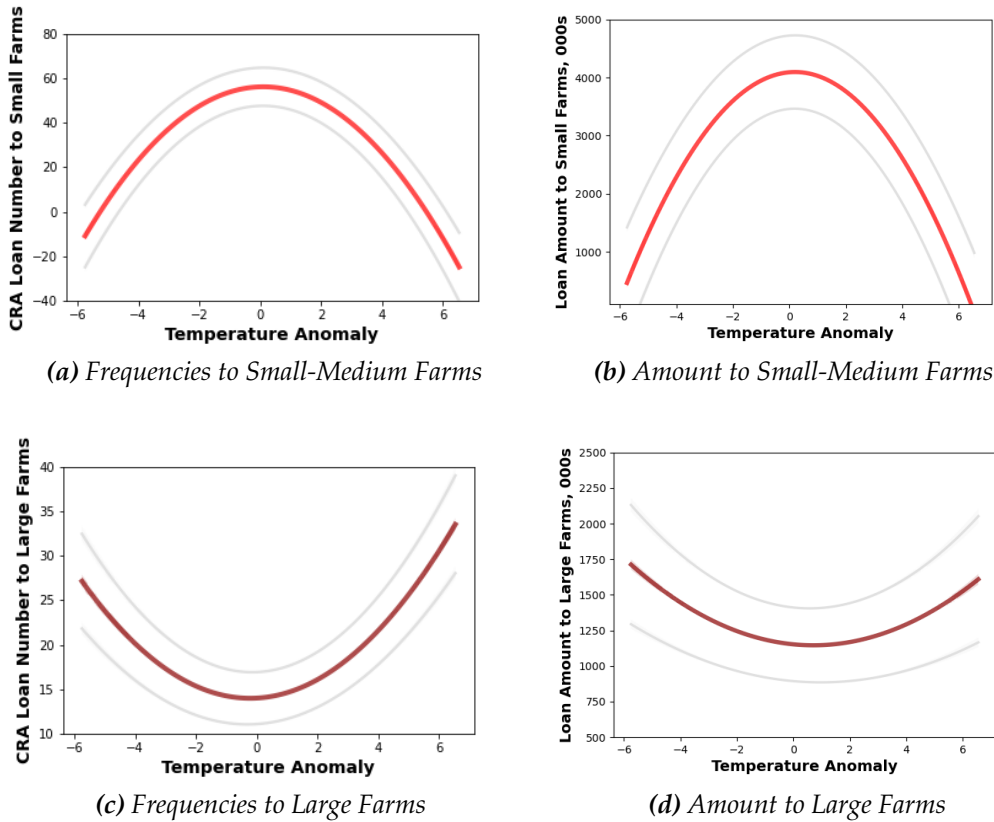 CRA Loan Number to Small Farms
80
60
40
20
0
−20
−40
−6 −4 −2 0 2 4 6
Temperature Anomaly
(a) Frequencies to Small-Medium Farms
Loan Amount to Small Farms, 000s
5000
4000
3000
2000
1000
−6 −4 −2 0 2 4 6
Temperature Anomaly
(b) Amount to Small-Medium Farms
CRA Loan Number to Large Farms
40
35
30
25
20
15
10
−6 −4 −2 0 2 4 6
Temperature Anomaly
(c) Frequencies to Large Farms
Loan Amount to Large Farms, 000s
2500
2250
2000
1750
1500
1250
1000
750
500
−6 −4 −2 0 2 4 6
Temperature Anomaly
(d) Amount to Large Farms